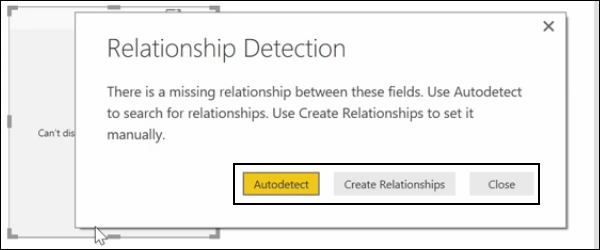 Relationship Detection
There is a missing relationship between these fields. Use Autodetect
to search for relationships. Use Create Relationships to set it
manually.
Can't
Autodetect Create Relationships Close